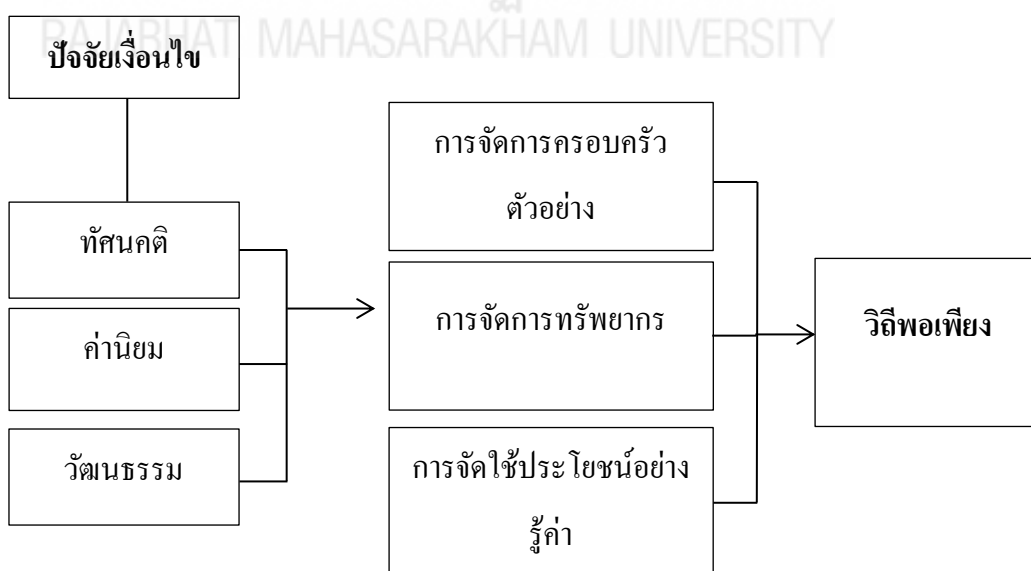 RAJABHAT MAHASARAKHAM UNIVERSITY
ปัจจัยเงื่อนไข
ทัศนคติ
ค่านิยม
วัฒนธรรม
การจัดการครอบครัว
ตัวอย่าง
การจัดการทรัพยากร
การจัดใช้ประโยชน์อย่าง
รู้ค่า
วิถีพอเพียง